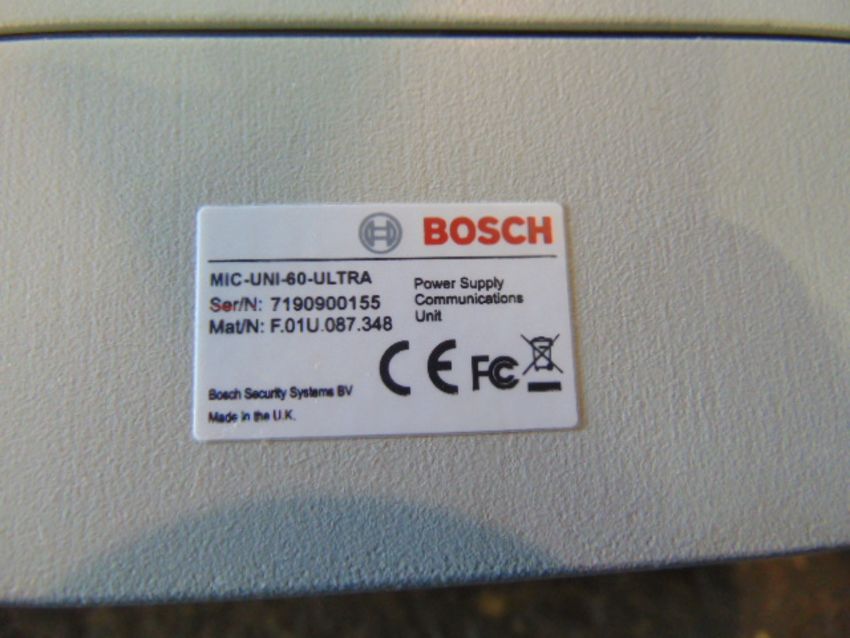 BOSCH
MIC-UNI-60-ULTRA
Ser/N: 7190900155
Mat/N: F.01U.087.348
Power Supply
Communications
Unit
CE FC
Bosch Security Systems BV
Made in the U.K.